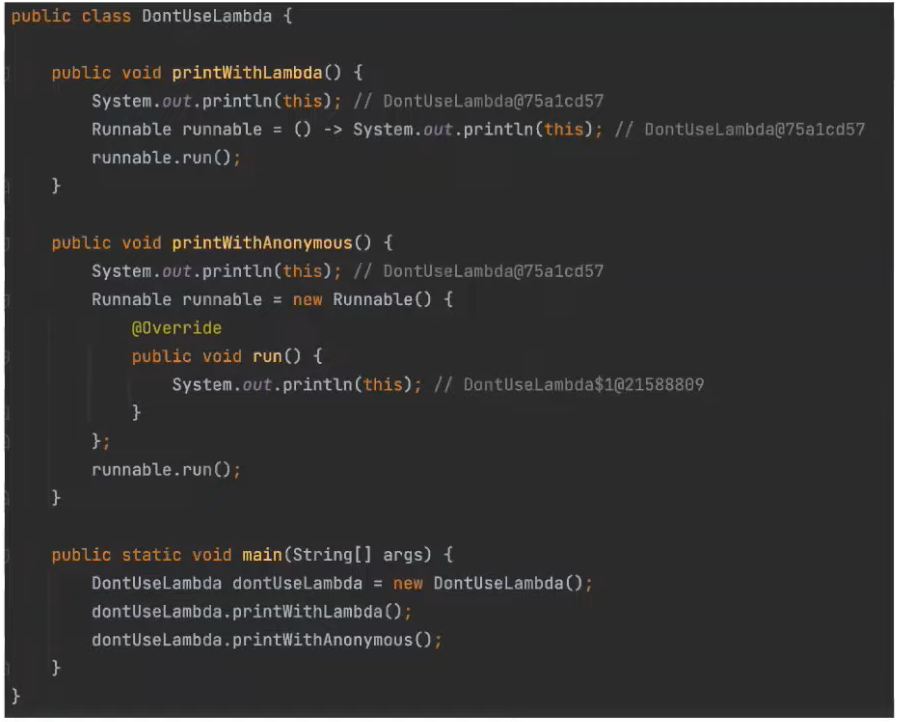 public class DontUseLambda {
public void printWithLambda() {
System.out.println(this); // DontUseLambda@75a1cd57
Runnable runnable = () -> System.out.println(this); // DontUseLambda@75a1cd57
runnable.run();
}
public void printWithAnonymous() {
System.out.println(this); // DontUseLambda@75a1cd57
Runnable runnable = new Runnable() {
@Override
public void run() {
System.out.println(this); // DontUseLambda$1@21588809
}
};
runnable.run();
}
public static void main(String[] args) {
DontUseLambda dontUseLambda = new DontUseLambda();
dontUseLambda.printWithLambda();
dontUseLambda.printWithAnonymous();
}
}